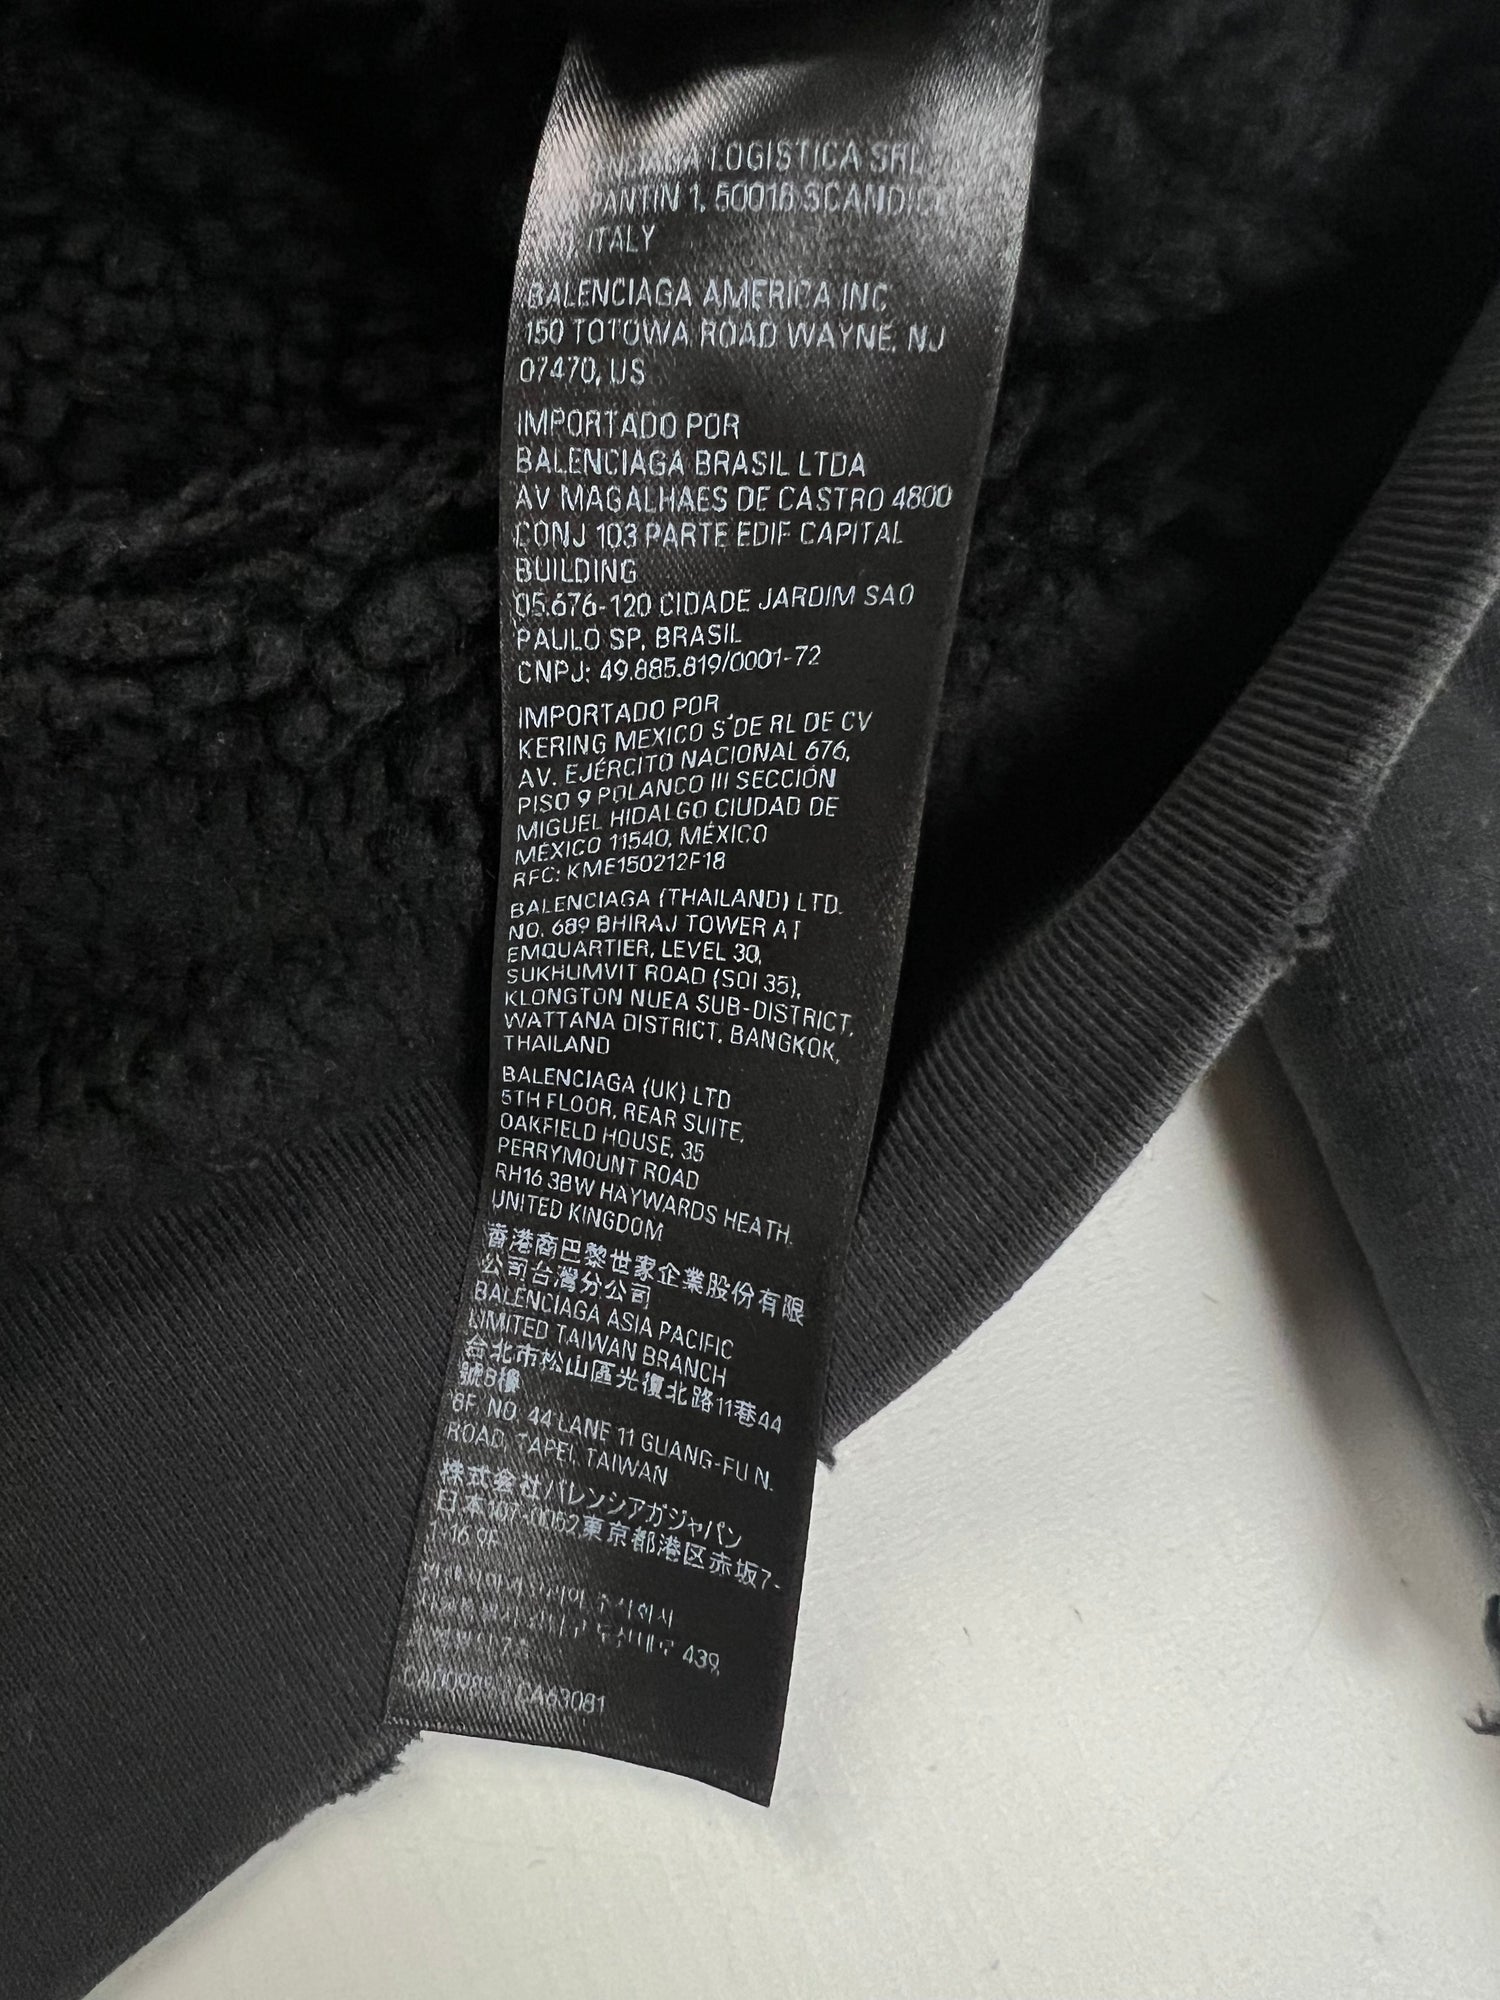 LOGISTICA SRL
PANTIN 1, 50018 SCANDICCI
ITALY
BALENCIAGA AMERICA INC
150 TOTOWA ROAD WAYNE, NJ
07470, US
IMPORTADO POR
BALENCIAGA BRASIL LTDA
AV MAGALHAES DE CASTRO 4800
CONJ 103 PARTE EDIF CAPITAL
BUILDING
05.676-120 CIDADE JARDIM SAO
PAULO SP, BRASIL
CNPJ: 49.885.819/0001-72
IMPORTADO POR
KERING MEXICO S DE RL DE CV
AV. EJÉRCITO NACIONAL 676,
PISO 9 POLANCO III SECCIÓN
MIGUEL HIDALGO CIUDAD DE
MÉXICO 11540, MÉXICO
RFC: KME150212F18
BALENCIAGA (THAILAND) LTD.
NO. 689 BHIRAJ TOWER AT
EMQUARTIER, LEVEL 30,
SUKHUMVIT ROAD (SOI 35),
KLONGTON NUEA SUB-DISTRICT,
WATTANA DISTRICT, BANGKOK,
THAILAND
BALENCIAGA (UK) LTD
5TH FLOOR, REAR SUITE,
OAKFIELD HOUSE, 35
PERRYMOUNT ROAD
RH16 3BW HAYWARDS HEATH,
UNITED KINGDOM
香港商巴黎世家企業股份有限
公司台灣分公司
BALENCIAGA ASIA PACIFIC
LIMITED TAIWAN BRANCH
台北市松山區光復北路11巷44
號8樓
8F, NO. 44 LANE 11 GUANG-FU N.
ROAD, TAPEI, TAIWAN
株式会社バレンシアガジャパン
日本107-0052東京都港区赤坂7-
1-16 9F
439,
CA63081